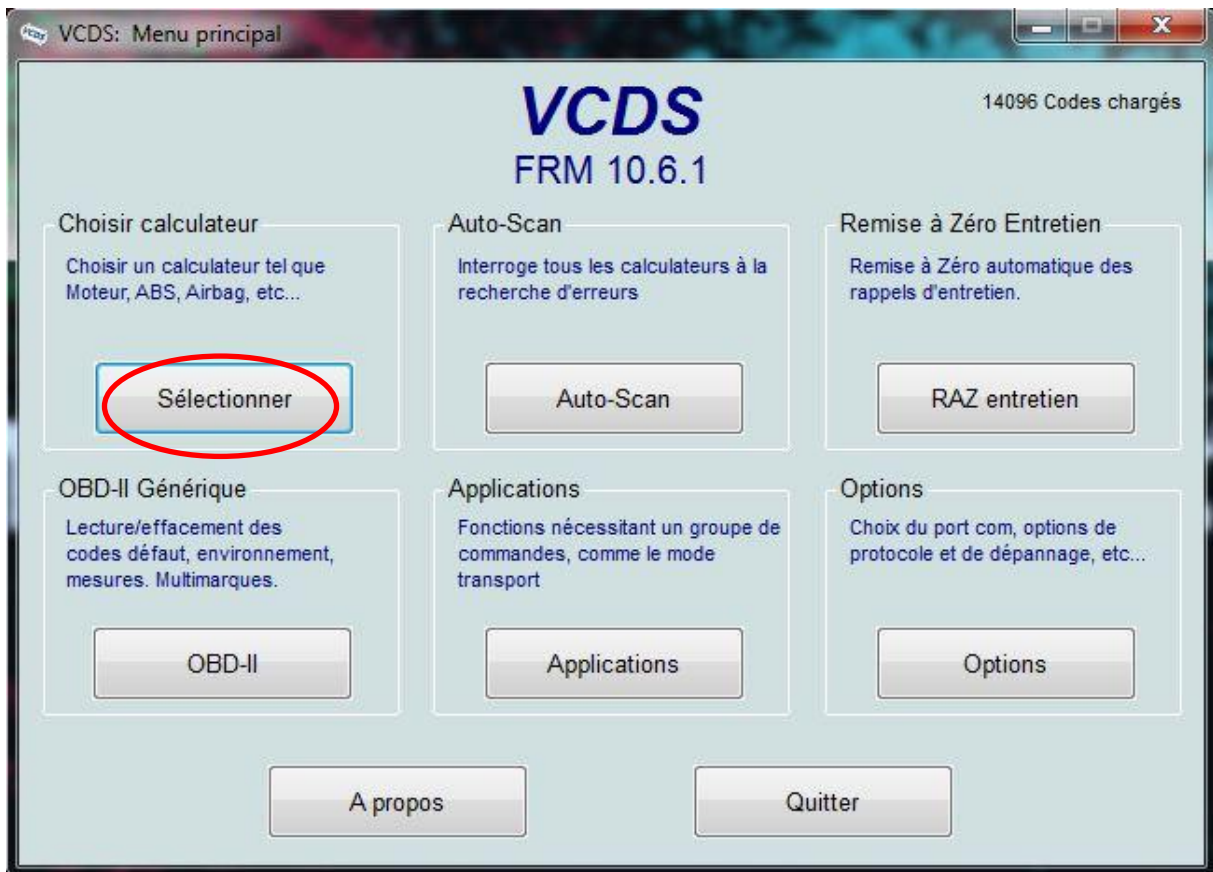 VCDS: Menu principal
VCDS
FRM 10.6.1
14096 Codes chargés
Choisir calculateur
Choisir un calculateur tel que
Moteur, ABS, Airbag, etc...
Sélectionner
Auto-Scan
Interroge tous les calculateurs à la
recherche d'erreurs
Auto-Scan
Remise à Zéro Entretien
Remise à Zéro automatique des
rappels d'entretien.
RAZ entretien
OBD-II Générique
Lecture/effacement des
codes défaut, environnement,
mesures. Multimarques.
OBD-II
Applications
Fonctions nécessitant un groupe de
commandes, comme le mode
transport
Applications
Options
Choix du port com, options de
protocole et de dépannage, etc...
Options
A propos
Quitter